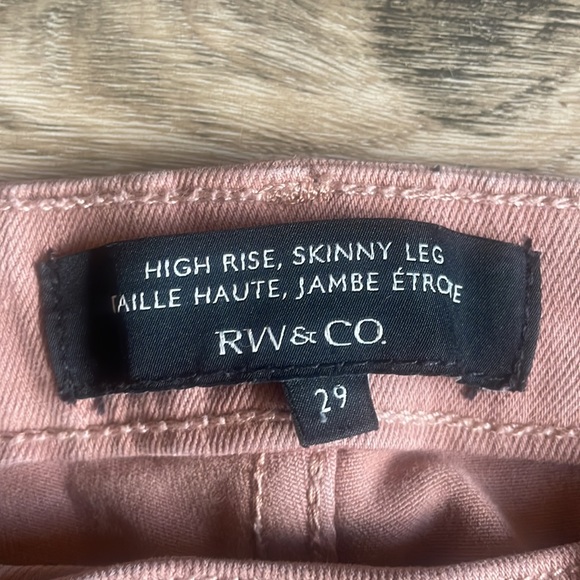 HIGH RISE, SKINNY LEG
TAILLE HAUTE, JAMBE ÉTROITE
RW&CO.
29